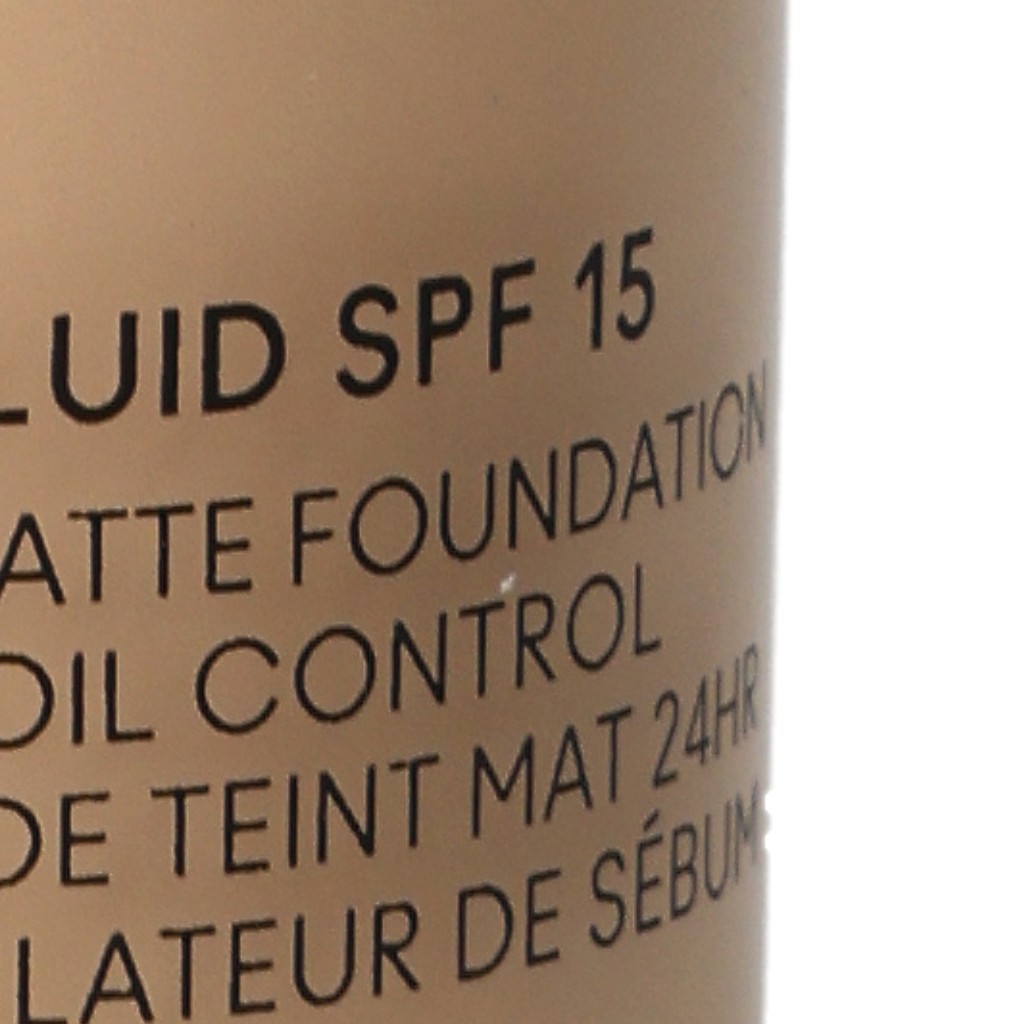 LUID SPF 15
ATTE FOUNDATION
OIL CONTROL
DE TEINT MAT 24HR
LATEUR DE SÉBUM